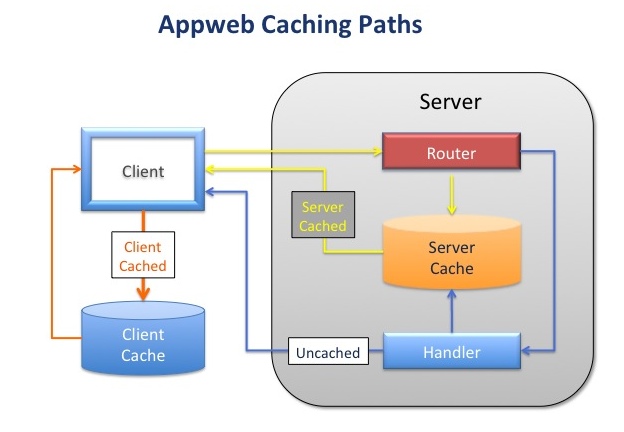 Appweb Caching Paths
Server
Client
Router
Server
Cached
Client
Cached
Server
Cache
Client
Cache
Uncached
Handler